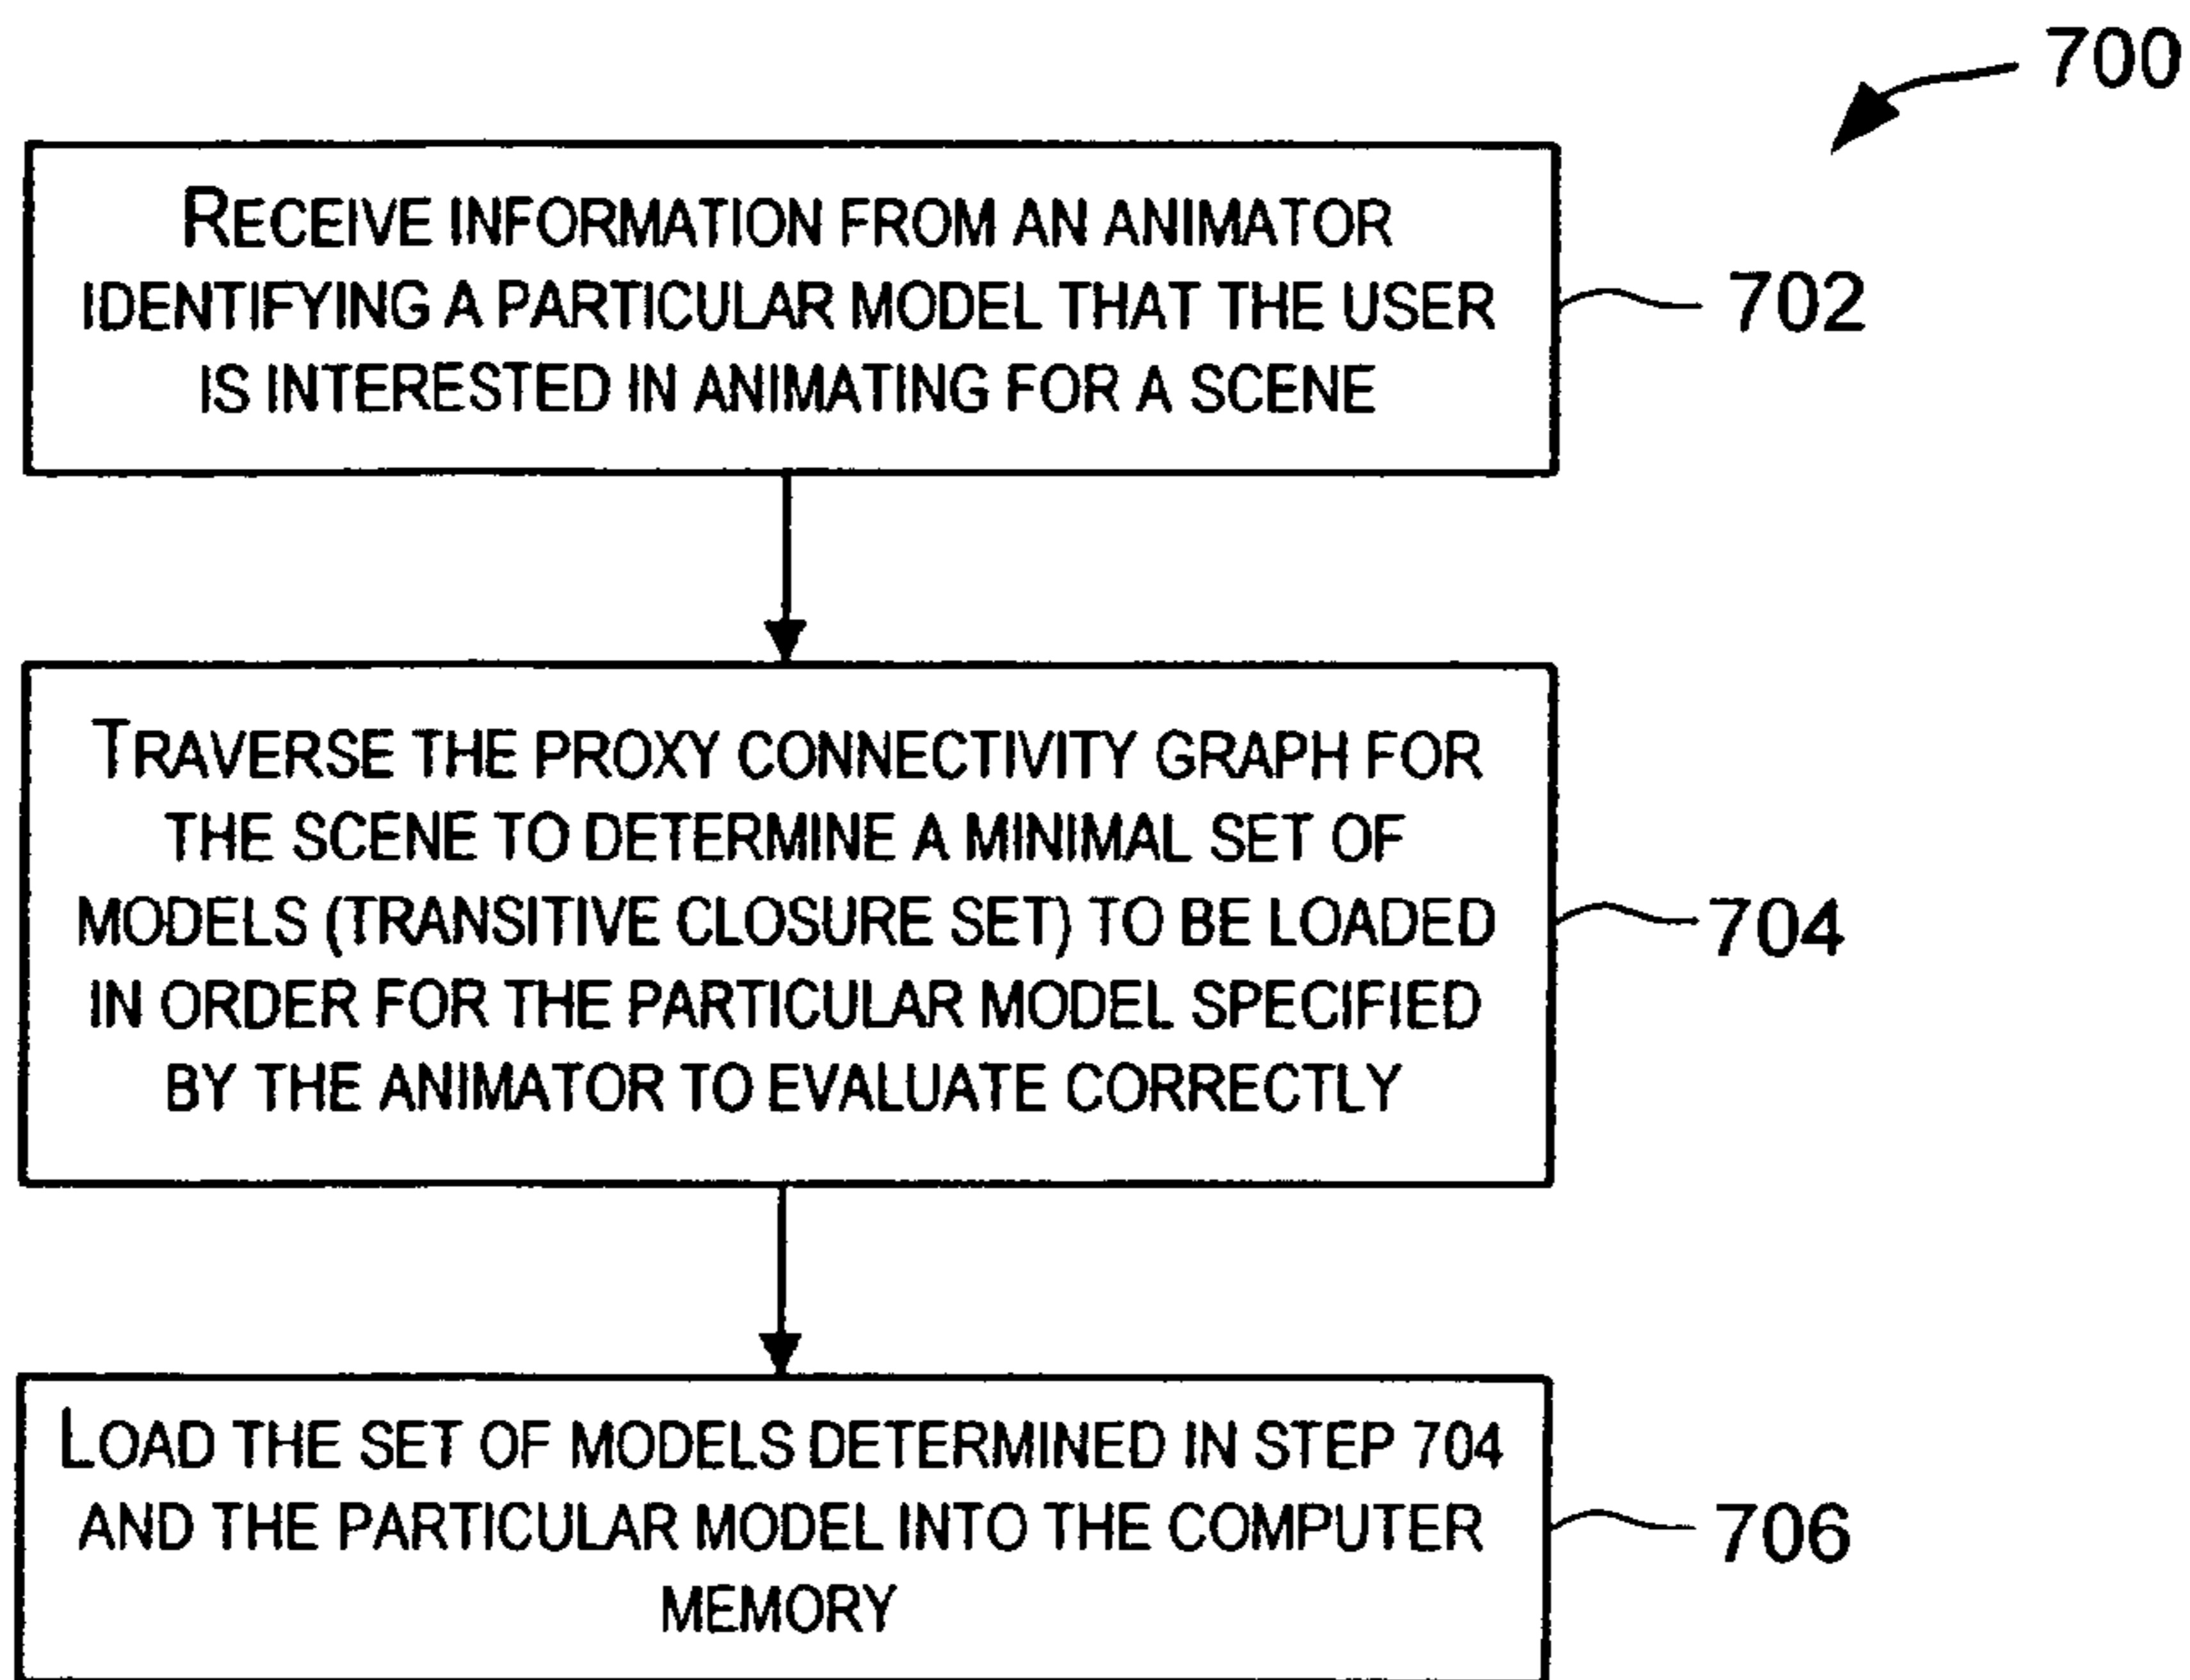 700
RECEIVE INFORMATION FROM AN ANIMATOR
IDENTIFYING A PARTICULAR MODEL THAT THE USER
IS INTERESTED IN ANIMATING FOR A SCENE
702
TRAVERSE THE PROXY CONNECTIVITY GRAPH FOR
THE SCENE TO DETERMINE A MINIMAL SET OF
MODELS (TRANSITIVE CLOSURE SET) TO BE LOADED
IN ORDER FOR THE PARTICULAR MODEL SPECIFIED
BY THE ANIMATOR TO EVALUATE CORRECTLY
704
LOAD THE SET OF MODELS DETERMINED IN STEP 704
AND THE PARTICULAR MODEL INTO THE COMPUTER
MEMORY
706